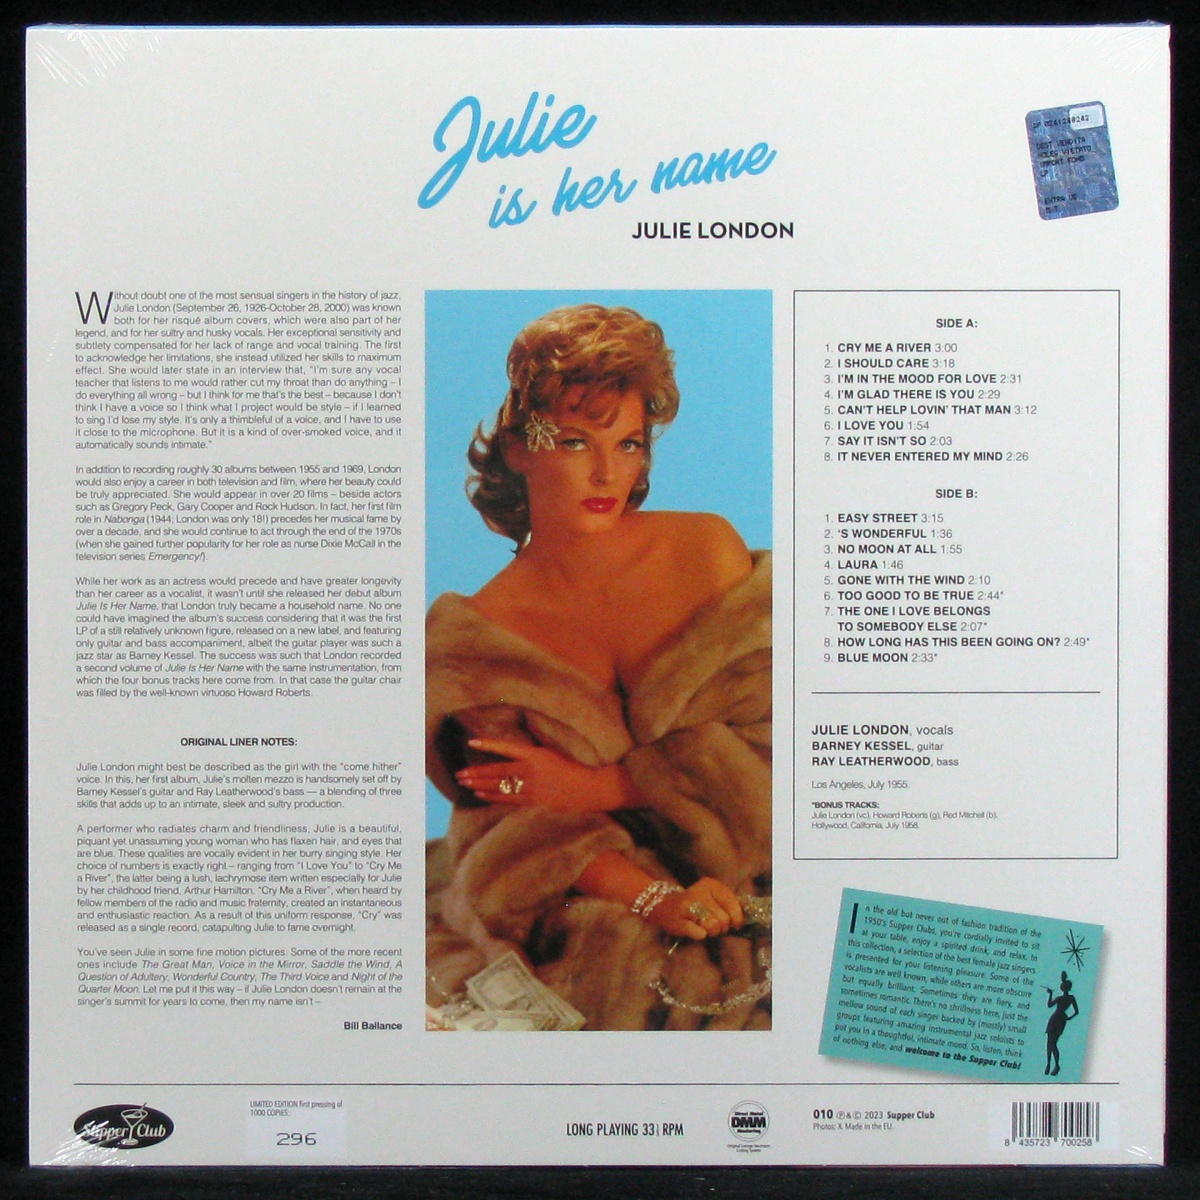 Julie
is her name
JULIE LONDON
DEST. VENDITA
NOLEG. VIETATO
IMPORT FONO
LP
EXTRA UE
Without doubt one of the most sensual singers in the history of jazz,
Julie London (September 26, 1926-October 28, 2000) was known
both for her risqué album covers, which were also part of her
legend, and for her sultry and husky vocals. Her exceptional sensitivity and
subtlety compensated for her lack of range and vocal training. The first
to acknowledge her limitations, she instead utilized her skills to maximum
effect. She would later state in an interview that, "I'm sure any vocal
teacher that listens to me would rather cut my throat than do anything – I
do everything all wrong – but I think for me that's the best – because I don't
think I have a voice so I think what I project would be style – if I learned
to sing I'd lose my style. It's only a thimbleful of a voice, and I have to use
it close to the microphone. But it is a kind of over-smoked voice, and it
automatically sounds intimate."
In addition to recording roughly 30 albums between 1955 and 1969, London
would also enjoy a career in both television and film, where her beauty could
be truly appreciated. She would appear in over 20 films – beside actors
such as Gregory Peck, Gary Cooper and Rock Hudson. In fact, her first film
role in Nabonga (1944; London was only 18!) precedes her musical fame by
over a decade, and she would continue to act through the end of the 1970s
(when she gained further popularity for her role as nurse Dixie McCall in the
television series Emergency!).
While her work as an actress would precede and have greater longevity
than her career as a vocalist, it wasn't until she released her debut album
Julie Is Her Name, that London truly became a household name. No one
could have imagined the album's success considering that it was the first
LP of a still relatively unknown figure, released on a new label, and featuring
only guitar and bass accompaniment, albeit the guitar player was such a
jazz star as Barney Kessel. The success was such that London recorded
a second volume of Julie Is Her Name with the same instrumentation, from
which the four bonus tracks here come from. In that case the guitar chair
was filled by the well-known virtuoso Howard Roberts.
ORIGINAL LINER NOTES:
Julie London might best be described as the girl with the "come hither"
voice. In this, her first album, Julie's molten mezzo is handsomely set off by
Barney Kessel's guitar and Ray Leatherwood's bass — a blending of three
skills that adds up to an intimate, sleek and sultry production.
A performer who radiates charm and friendliness, Julie is a beautiful,
piquant yet unassuming young woman who has flaxen hair, and eyes that
are blue. These qualities are vocally evident in her burry singing style. Her
choice of numbers is exactly right – ranging from "I Love You" to "Cry Me
a River", the latter being a lush, lachrymose item written especially for Julie
by her childhood friend, Arthur Hamilton. "Cry Me a River", when heard by
fellow members of the radio and music fraternity, created an instantaneous
and enthusiastic reaction. As a result of this uniform response, "Cry" was
released as a single record, catapulting Julie to fame overnight.
You've seen Julie in some fine motion pictures. Some of the more recent
ones include The Great Man, Voice in the Mirror, Saddle the Wind, A
Question of Adultery, Wonderful Country, The Third Voice and Night of the
Quarter Moon. Let me put it this way – if Julie London doesn't remain at the
singer's summit for years to come, then my name isn't –
Bill Ballance
SIDE A:
1. CRY ME A RIVER 3:00
2. I SHOULD CARE 3:18
3. I'M IN THE MOOD FOR LOVE 2:31
4. I'M GLAD THERE IS YOU 2:29
5. CAN'T HELP LOVIN' THAT MAN 3:12
6. I LOVE YOU 1:54
7. SAY IT ISN'T SO 2:03
8. IT NEVER ENTERED MY MIND 2:26
SIDE B:
1. EASY STREET 3:15
2. 'S WONDERFUL 1:36
3. NO MOON AT ALL 1:55
4. LAURA 1:46
5. GONE WITH THE WIND 2:10
6. TOO GOOD TO BE TRUE 2:44*
7. THE ONE I LOVE BELONGS
TO SOMEBODY ELSE 2:07*
8. HOW LONG HAS THIS BEEN GOING ON? 2:49*
9. BLUE MOON 2:33*
JULIE LONDON, vocals
BARNEY KESSEL, guitar
RAY LEATHERWOOD, bass
Los Angeles, July 1955.
*BONUS TRACKS:
Julie London (vc), Howard Roberts (g), Red Mitchell (b).
Hollywood, California, July 1958.
In the old but never out of fashion tradition of the
1950's Supper Clubs, you're cordially invited to sit
at your table, enjoy a spirited drink, and relax. In
this collection, a selection of the best female jazz singers
is presented for your listening pleasure. Some of the
vocalists are well known, while others are more obscure
but equally brilliant. Sometimes they are fiery, and
sometimes romantic. There's no shrillness here, just the
mellow sound of each singer backed by (mostly) small
groups featuring amazing instrumental jazz soloists to
put you in a thoughtful, intimate mood. So, listen, think
of nothing else, and welcome to the Supper Club!
Supper Club
LIMITED EDITION first pressing of
1000 COPIES:
296
LONG PLAYING 33⅓ RPM
Direct Metal
DMM
Mastering
010 ℗ & © 2023 Supper Club
Photos: X. Made in the EU.
8 435723 700258